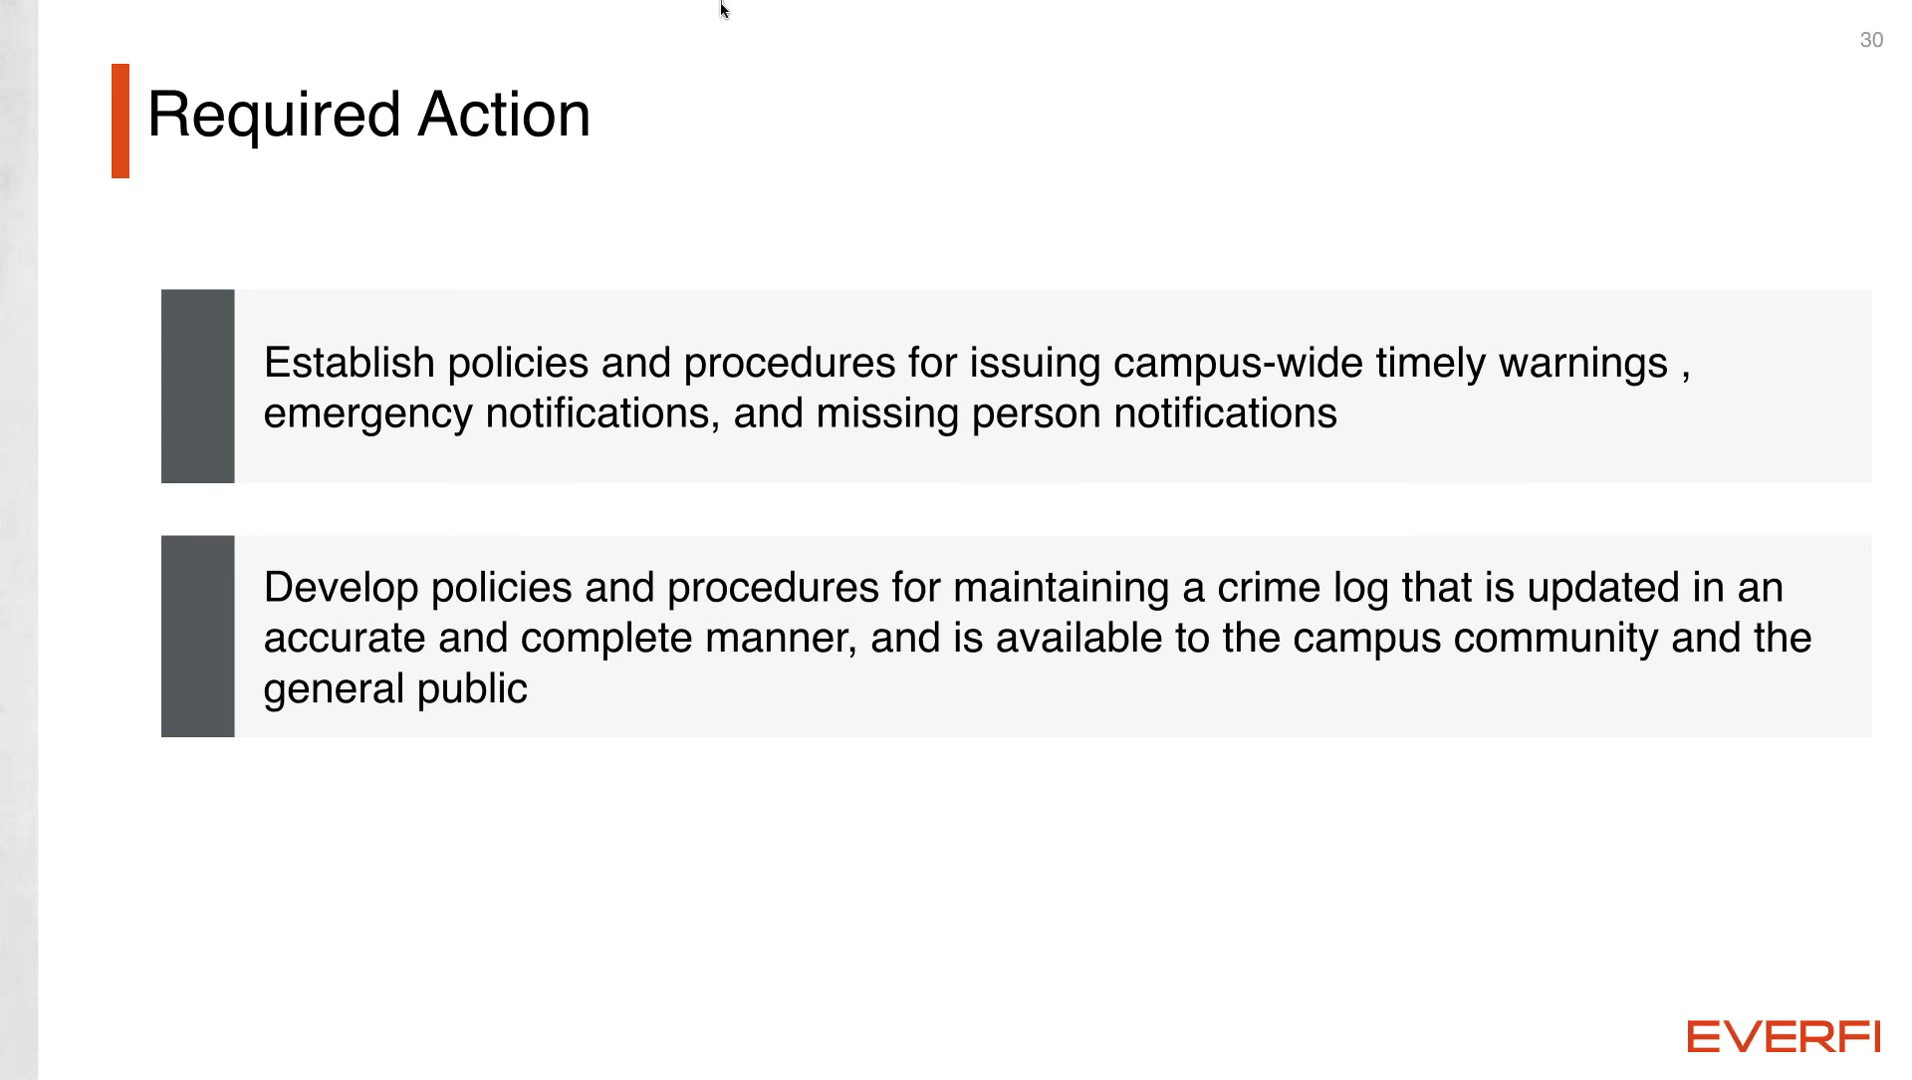 30
Required Action
Establish policies and procedures for issuing campus-wide timely warnings ,
emergency notifications, and missing person notifications
Develop policies and procedures for maintaining a crime log that is updated in an
accurate and complete manner, and is available to the campus community and the
general public
EVERFI